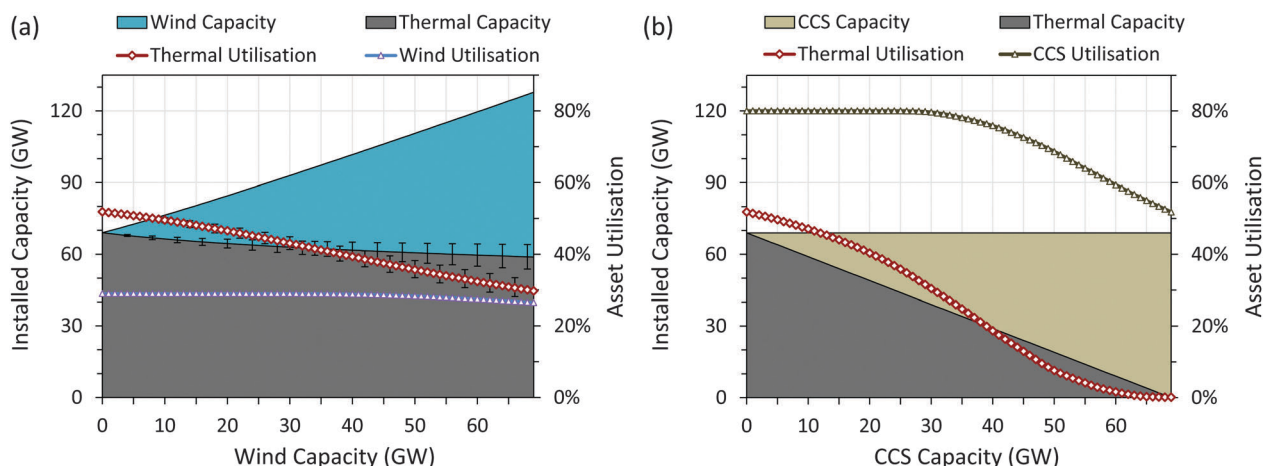 (a)
Wind Capacity
Thermal Capacity
Thermal Utilisation
Wind Utilisation
Installed Capacity (GW)
120
90
60
30
0
80%
60%
40%
20%
0%
Asset Utilisation
0 10 20 30 40 50 60
Wind Capacity (GW)
(b)
CCS Capacity
Thermal Capacity
Thermal Utilisation
CCS Utilisation
Installed Capacity (GW)
120
90
60
30
0
80%
60%
40%
20%
0%
Asset Utilisation
0 10 20 30 40 50 60
CCS Capacity (GW)